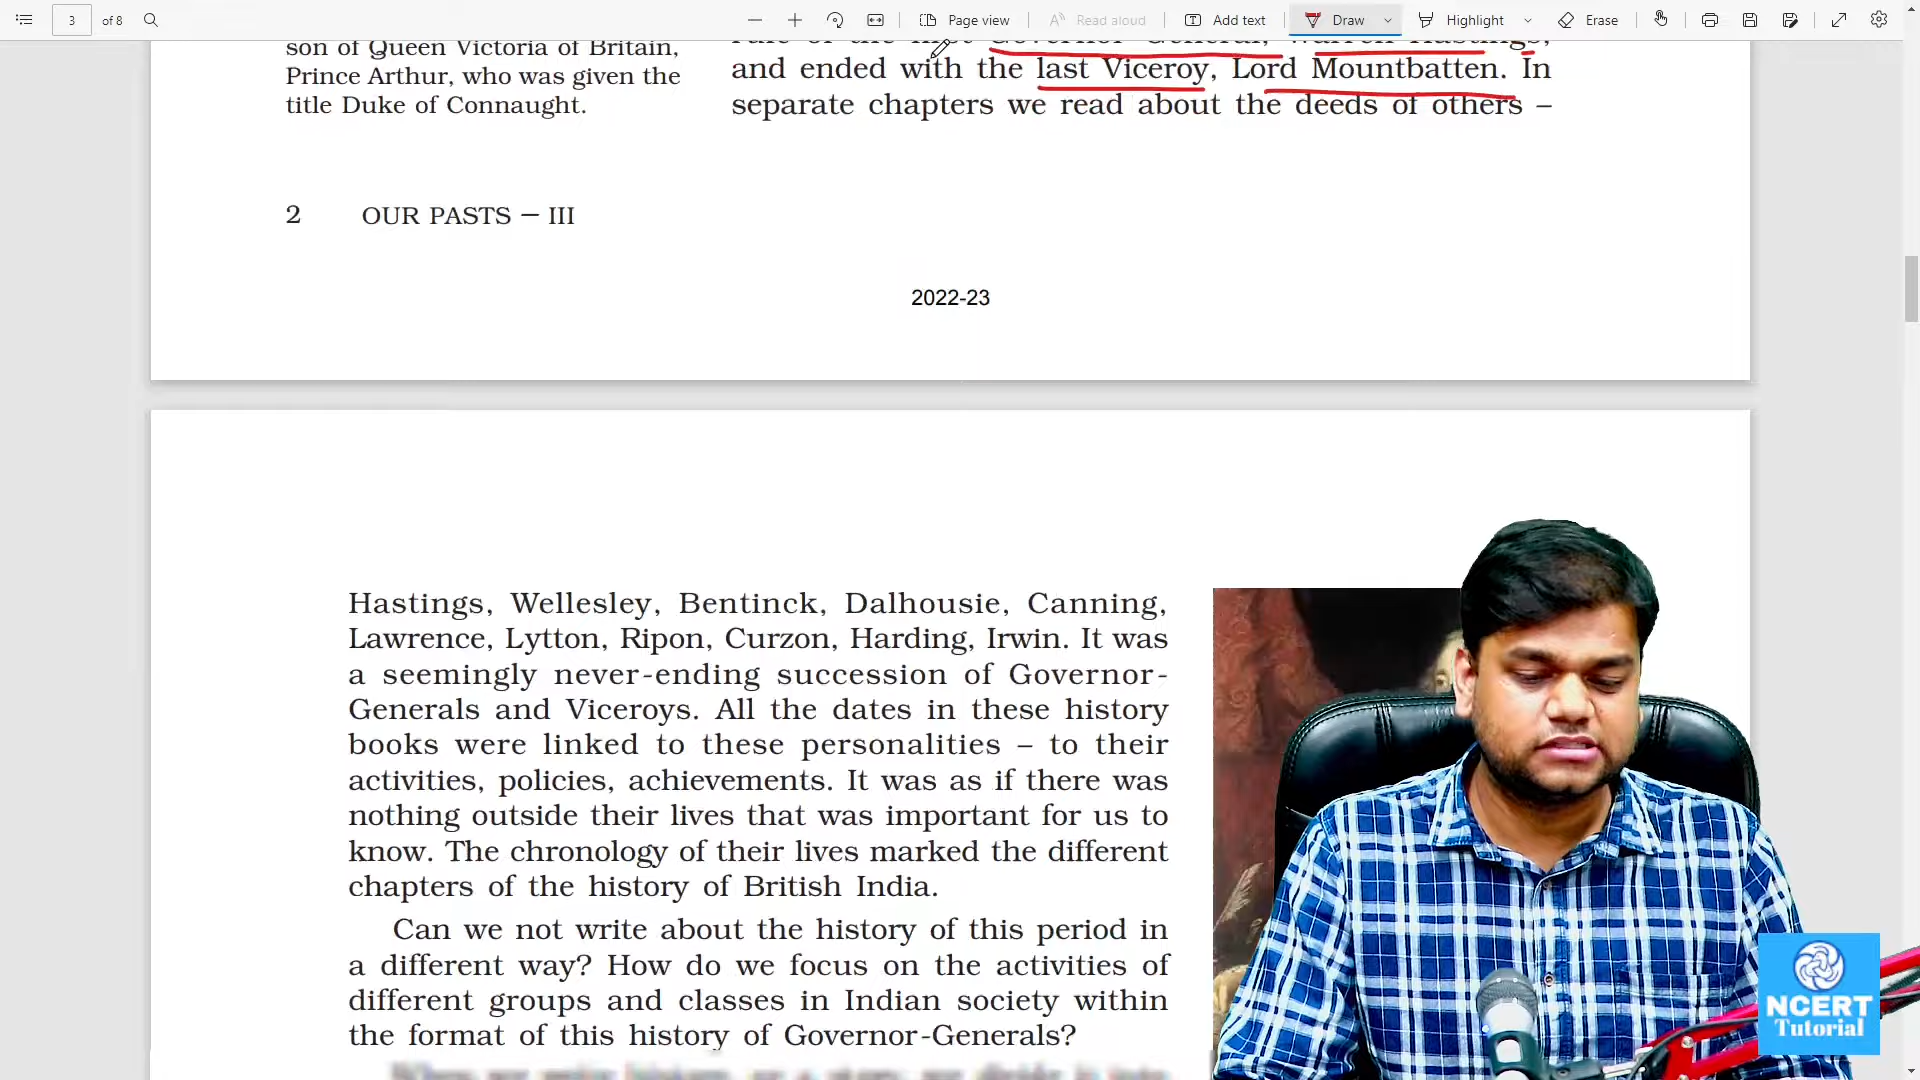 3 of 8 Page view Read aloud Add text Draw Highlight Erase
son of Queen Victoria of Britain,
Prince Arthur, who was given the
title Duke of Connaught.
rule of the first Governor-General, Warren Hastings,
and ended with the last Viceroy, Lord Mountbatten. In
separate chapters we read about the deeds of others –
2 OUR PASTS – III
2022-23
Hastings, Wellesley, Bentinck, Dalhousie, Canning,
Lawrence, Lytton, Ripon, Curzon, Harding, Irwin. It was
a seemingly never-ending succession of Governor-
Generals and Viceroys. All the dates in these history
books were linked to these personalities – to their
activities, policies, achievements. It was as if there was
nothing outside their lives that was important for us to
know. The chronology of their lives marked the different
chapters of the history of British India.
Can we not write about the history of this period in
a different way? How do we focus on the activities of
different groups and classes in Indian society within
the format of this history of Governor-Generals?
NCERT
Tutorial